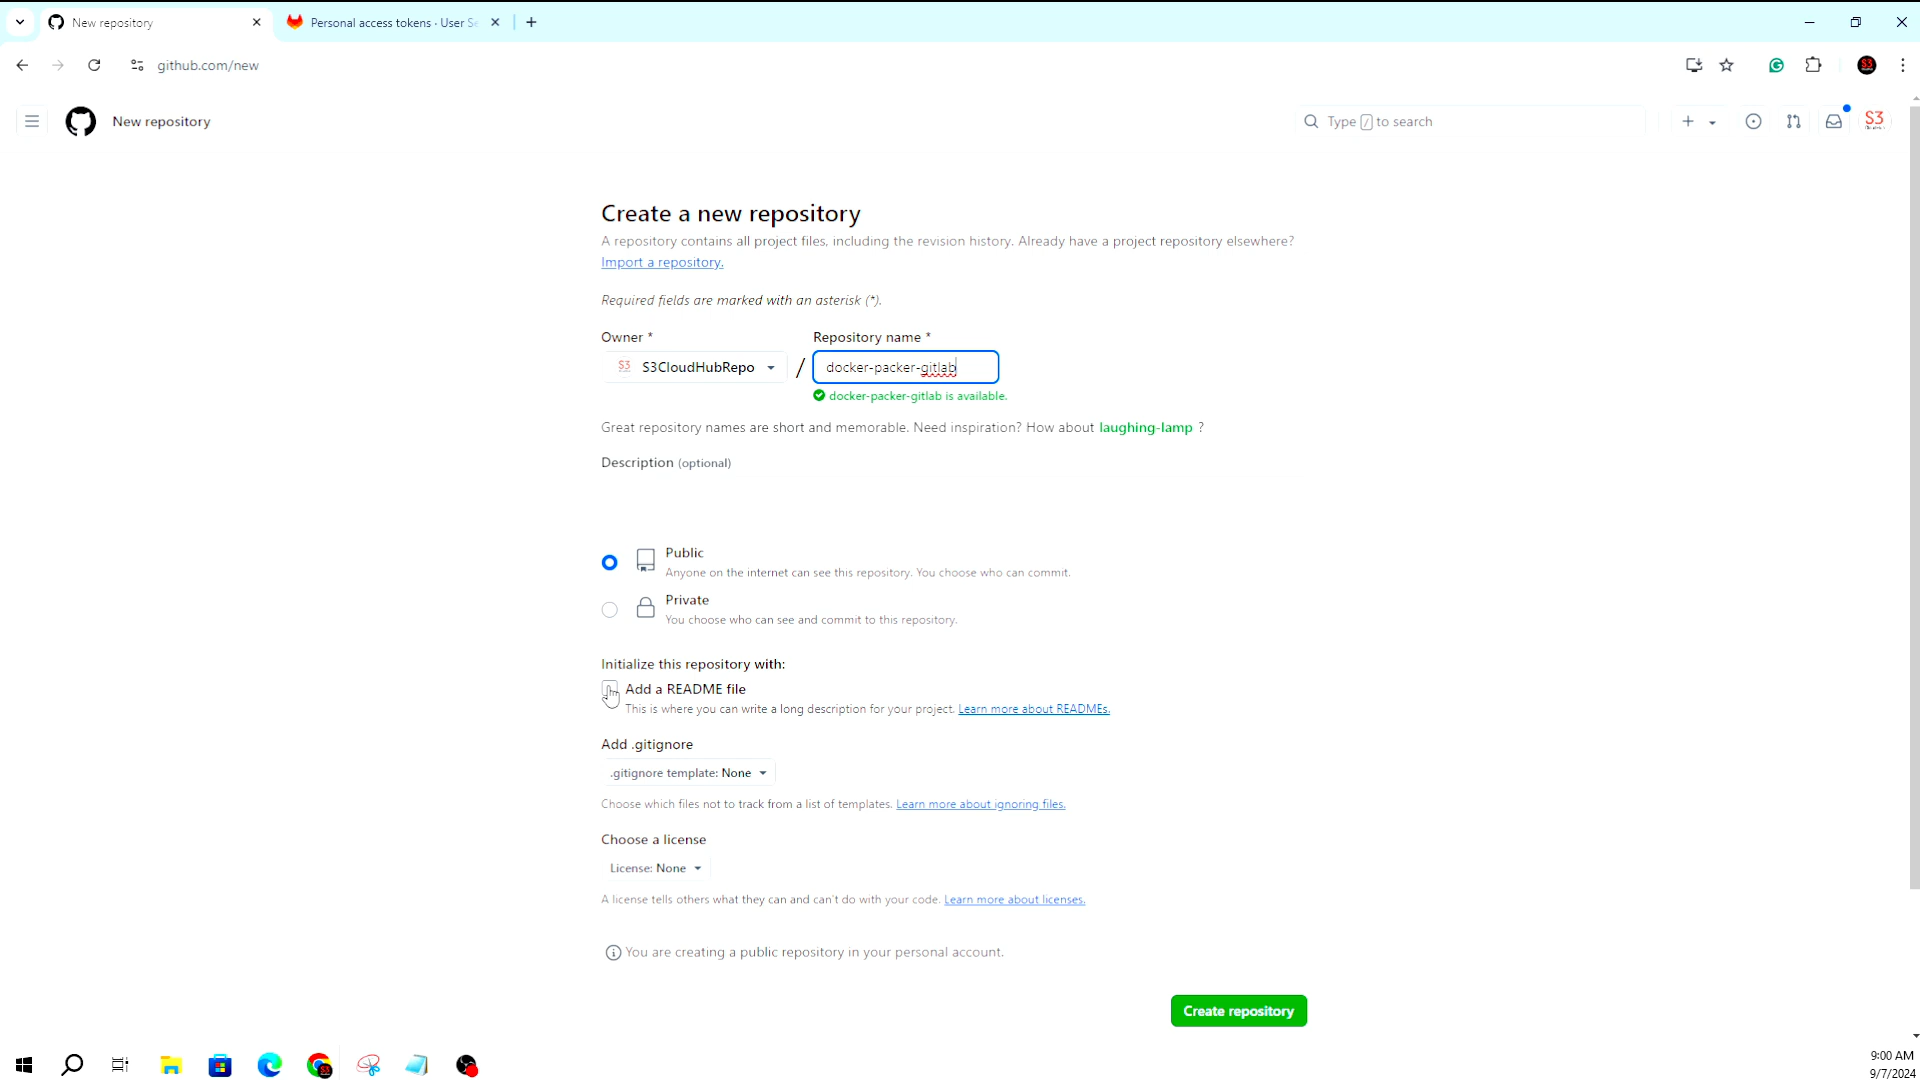 New repository
Personal access tokens · User Se
github.com/new
New repository
Type / to search
S3
Create a new repository
A repository contains all project files, including the revision history. Already have a project repository elsewhere?
Import a repository.
Required fields are marked with an asterisk (*).
Owner *
Repository name *
S3 S3CloudHubRepo
/
docker-packer-gitlab
docker-packer-gitlab is available.
Great repository names are short and memorable. Need inspiration? How about laughing-lamp ?
Description (optional)
Public
Anyone on the internet can see this repository. You choose who can commit.
Private
You choose who can see and commit to this repository.
Initialize this repository with:
Add a README file
This is where you can write a long description for your project. Learn more about READMEs.
Add .gitignore
.gitignore template: None
Choose which files not to track from a list of templates. Learn more about ignoring files.
Choose a license
License: None
A license tells others what they can and can't do with your code. Learn more about licenses.
You are creating a public repository in your personal account.
Create repository
9:00 AM
9/7/2024